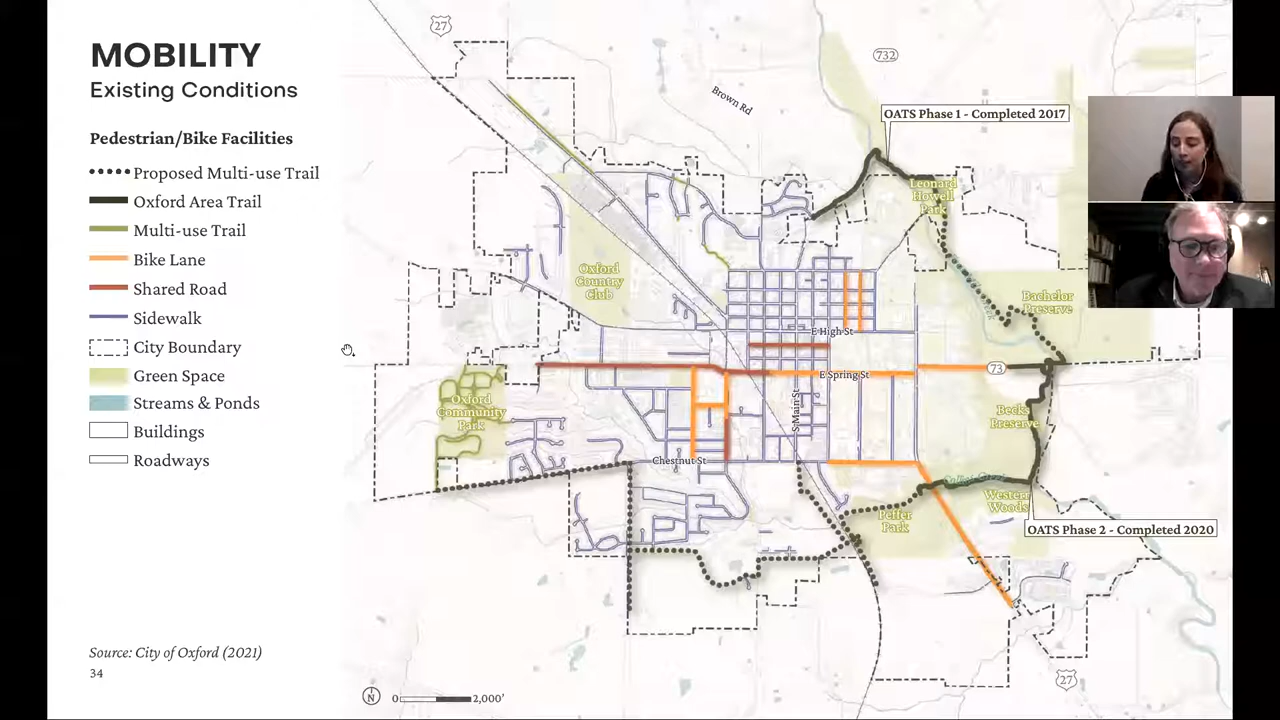 MOBILITY
Existing Conditions
Pedestrian/Bike Facilities
Proposed Multi-use Trail
Oxford Area Trail
Multi-use Trail
Bike Lane
Shared Road
Sidewalk
City Boundary
Green Space
Streams & Ponds
Buildings
Roadways
Source: City of Oxford (2021)
34
27
732
Brown Rd
OATS Phase 1 - Completed 2017
Leonard
Howell
Park
Oxford
Country
Club
Bachelor
Preserve
E High St
E Spring St
73
Oxford
Community
Park
S Main St
Becks
Preserve
Chestnut St
Western
Woods
Peffer
Park
OATS Phase 2 - Completed 2020
27
N
0
2,000'